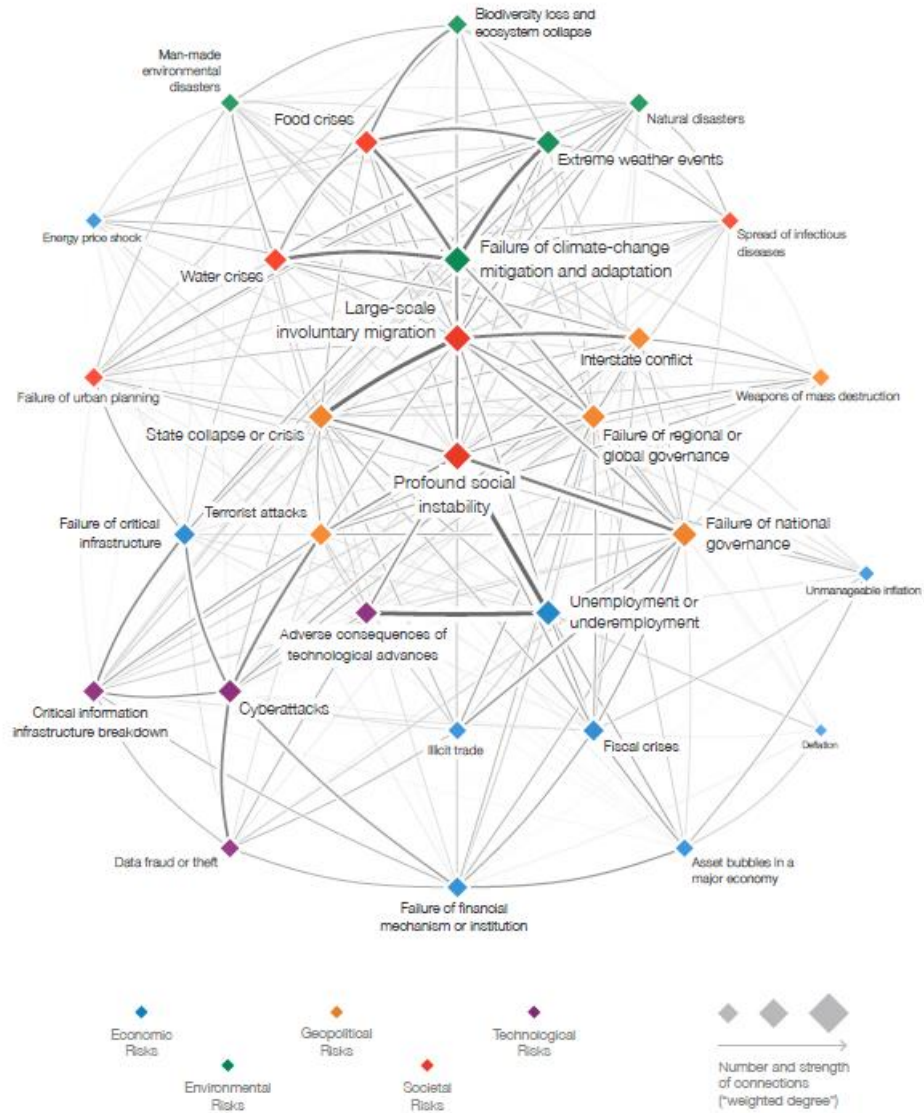 Biodiversity loss and
ecosystem collapse
Man-made
environmental
disasters
Food crises
Natural disasters
Extreme weather events
Energy price shock
Spread of infectious
diseases
Water crises
Failure of climate-change
mitigation and adaptation
Large-scale
involuntary migration
Interstate conflict
Failure of urban planning
Weapons of mass destruction
State collapse or crisis
Failure of regional or
global governance
Profound social
instability
Failure of critical
infrastructure
Terrorist attacks
Failure of national
governance
Unmanageable inflation
Unemployment or
underemployment
Adverse consequences of
technological advances
Critical information
infrastructure breakdown
Cyberattacks
Illicit trade
Fiscal crises
Deflation
Data fraud or theft
Asset bubbles in a
major economy
Failure of financial
mechanism or institution
Economic
Risks
Geopolitical
Risks
Technological
Risks
Environmental
Risks
Societal
Risks
Number and strength
of connections
("weighted degree")